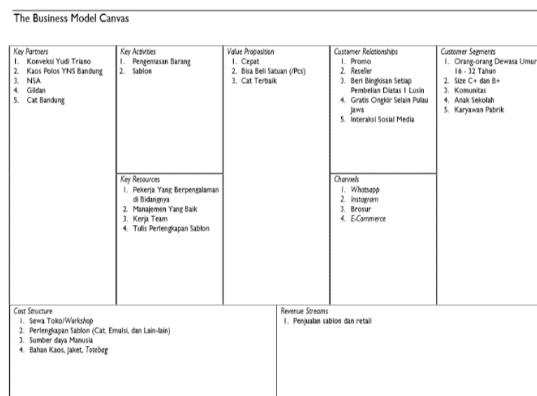 The Business Model Canvas
Key Partners
1. Konveksi Yudi Triano
2. Kaos Polos YNS Bandung
3. NSA
4. Gildan
5. Cat Bandung
Key Activities
1. Pengemasan Barang
2. Sablon
Key Resources
1. Pekerja Yang Berpengalaman
di Bidangnya
2. Manajemen Yang Baik
3. Kerja Team
4. Tulis Perlengkapan Sablon
Value Proposition
1. Cepat
2. Bisa Beli Satuan (/Pcs)
3. Cat Terbaik
Customer Relationships
1. Promo
2. Reseller
3. Beri Bingkisan Setiap
Pembelian Diatas 1 Lusin
4. Gratis Ongkir Selain Pulau
Jawa
5. Interaksi Sosial Media
Channels
1. Whatsapp
2. Instagram
3. Brosur
4. E-Commerce
Customer Segments
1. Orang-orang Dewasa Umur
16 - 32 Tahun
2. Size C+ dan B+
3. Komunitas
4. Anak Sekolah
5. Karyawan Pabrik
Cost Structure
1. Sewa Toko/Workshop
2. Perlengkapan Sablon (Cat, Emulsi, dan Lain-lain)
3. Sumber daya Manusia
4. Bahan Kaos, Jaket, Totebag
Revenue Streams
1. Penjualan sablon dan retail